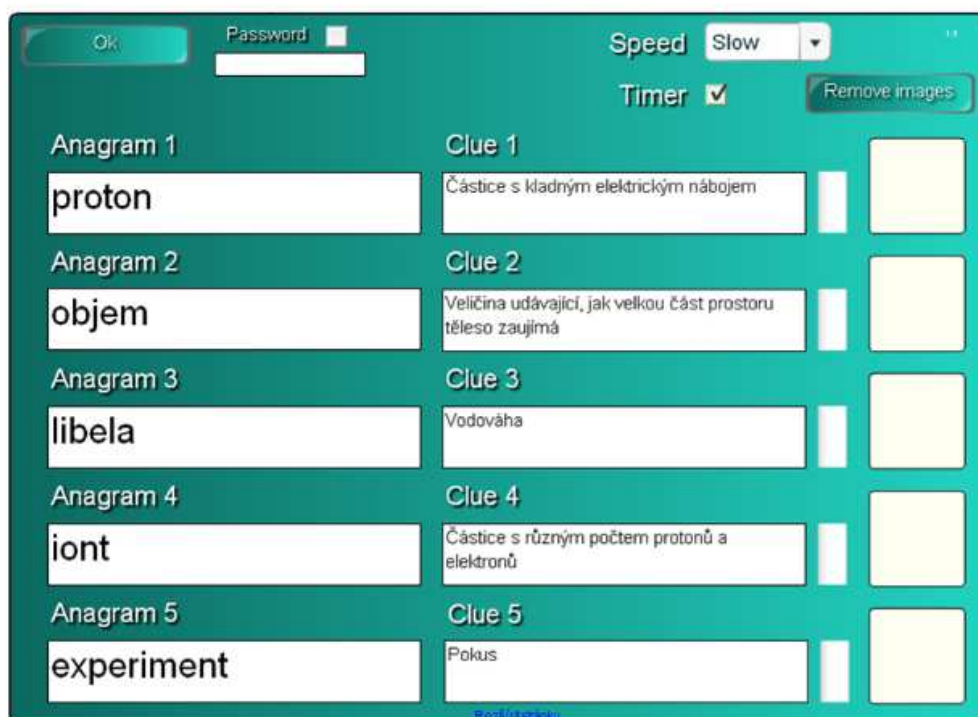 Ok
Password
Speed Slow
Timer
Remove images
Anagram 1
Clue 1
proton
Částice s kladným elektrickým nábojem
Anagram 2
Clue 2
objem
Veličina udávající, jak velkou část prostoru
těleso zaujímá
Anagram 3
Clue 3
libela
Vodováha
Anagram 4
Clue 4
iont
Částice s různým počtem protonů a
elektronů
Anagram 5
Clue 5
experiment
Pokus